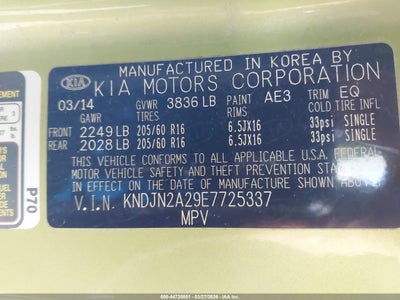 MANUFACTURED IN KOREA BY
KIA KIA MOTORS CORPORATION
03/14 GVWR 3836 LB PAINT AE3 TRIM EQ
GAWR TIRES RIMS COLD TIRE INFL
FRONT 2249 LB 205/60 R16 6.5JX16 33psi SINGLE
REAR 2028 LB 205/60 R16 6.5JX16 33psi SINGLE
THIS VEHICLE CONFORMS TO ALL APPLICABLE U.S.A. FEDERAL
MOTOR VEHICLE SAFETY AND THEFT PREVENTION STANDARDS
IN EFFECT ON THE DATE OF MANUFACTURE SHOWN ABOVE.
V.I.N. KNDJN2A29E7725337
MPV
P70